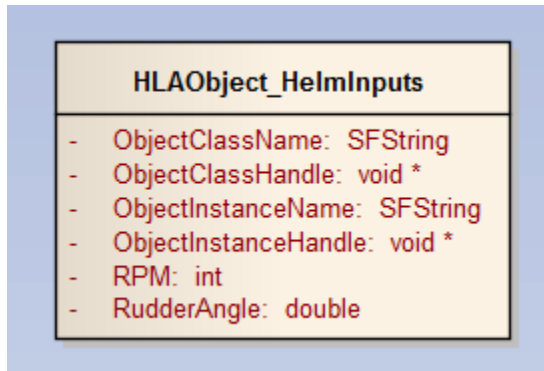 HLAObject_HelmInputs
- ObjectClassName: SFString
- ObjectClassHandle: void *
- ObjectInstanceName: SFString
- ObjectInstanceHandle: void *
- RPM: int
- RudderAngle: double